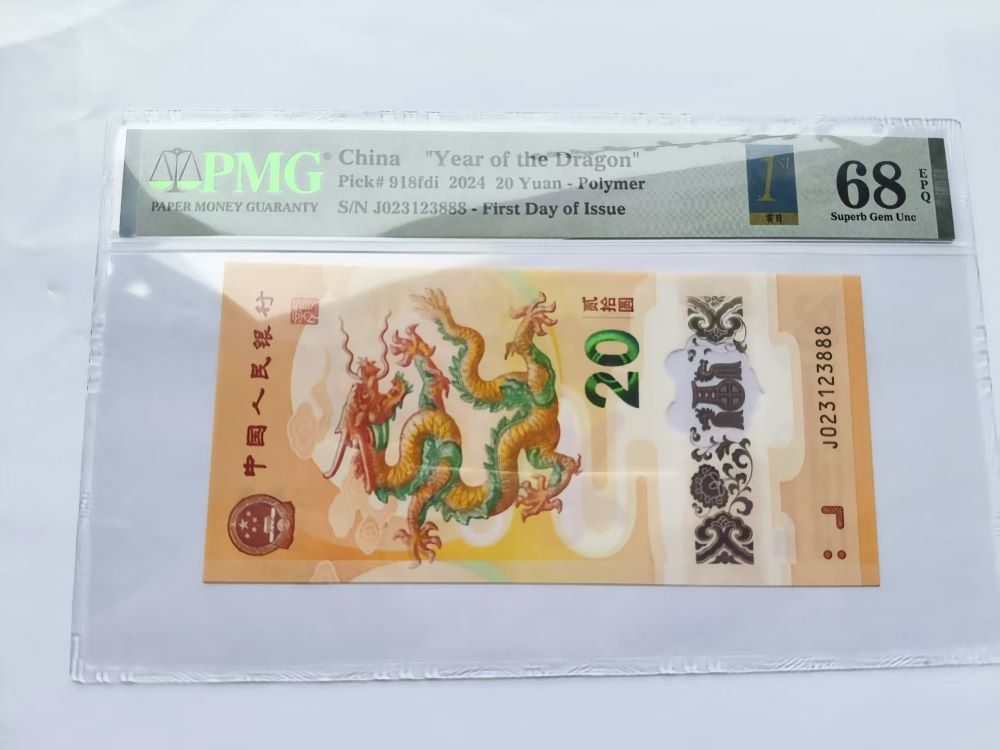 PMG®
PAPER MONEY GUARANTY
China "Year of the Dragon"
Pick# 918fdi 2024 20 Yuan - Polymer
S/N J023123888 - First Day of Issue
1ST
首日
68
EPQ
Superb Gem Unc
中国人民银行
贰拾圆
20
J023123888